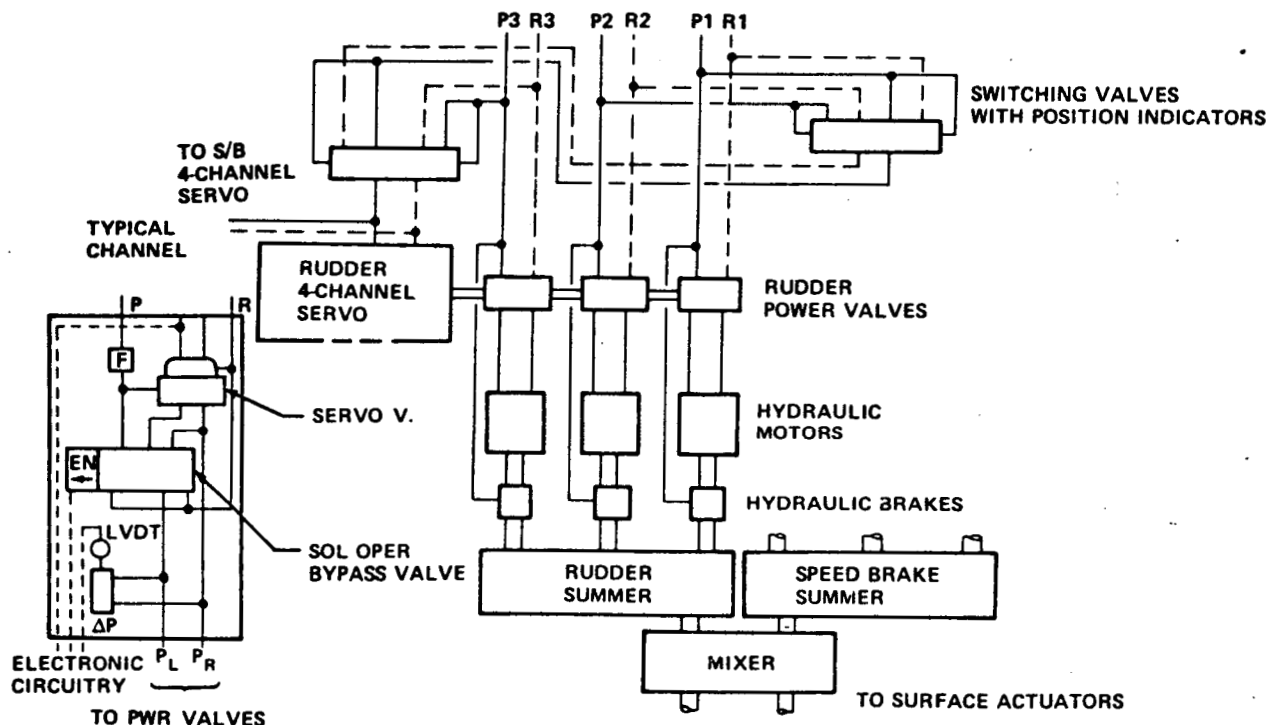 P3 R3 P2 R2 P1 R1
SWITCHING VALVES
WITH POSITION INDICATORS
TO S/B
4-CHANNEL
SERVO
TYPICAL
CHANNEL
RUDDER
4-CHANNEL
SERVO
RUDDER
POWER VALVES
P R
F
SERVO V.
HYDRAULIC
MOTORS
EN
HYDRAULIC BRAKES
LVDT
SOL OPER
BYPASS VALVE
RUDDER
SUMMER
SPEED BRAKE
SUMMER
ΔP
ELECTRONIC
CIRCUITRY
PL PR
MIXER
TO SURFACE ACTUATORS
TO PWR VALVES